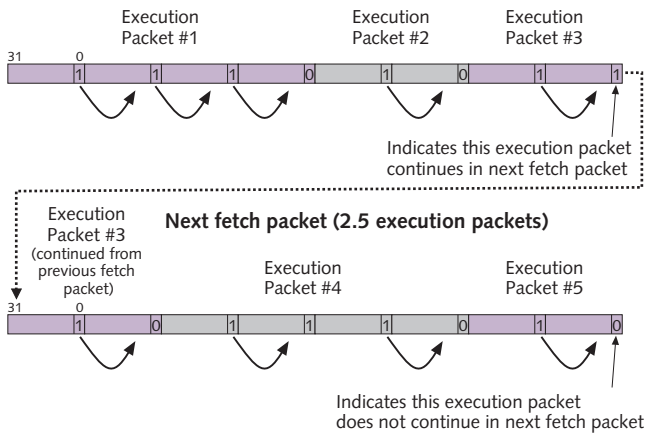 Execution
Packet #1
Execution
Packet #2
Execution
Packet #3
31
0
1
1
1
0
1
0
1
1
Indicates this execution packet
continues in next fetch packet
Execution
Packet #3
(continued from
previous fetch
packet)
Next fetch packet (2.5 execution packets)
Execution
Packet #4
Execution
Packet #5
31
0
1
0
1
1
1
0
1
0
Indicates this execution packet
does not continue in next fetch packet